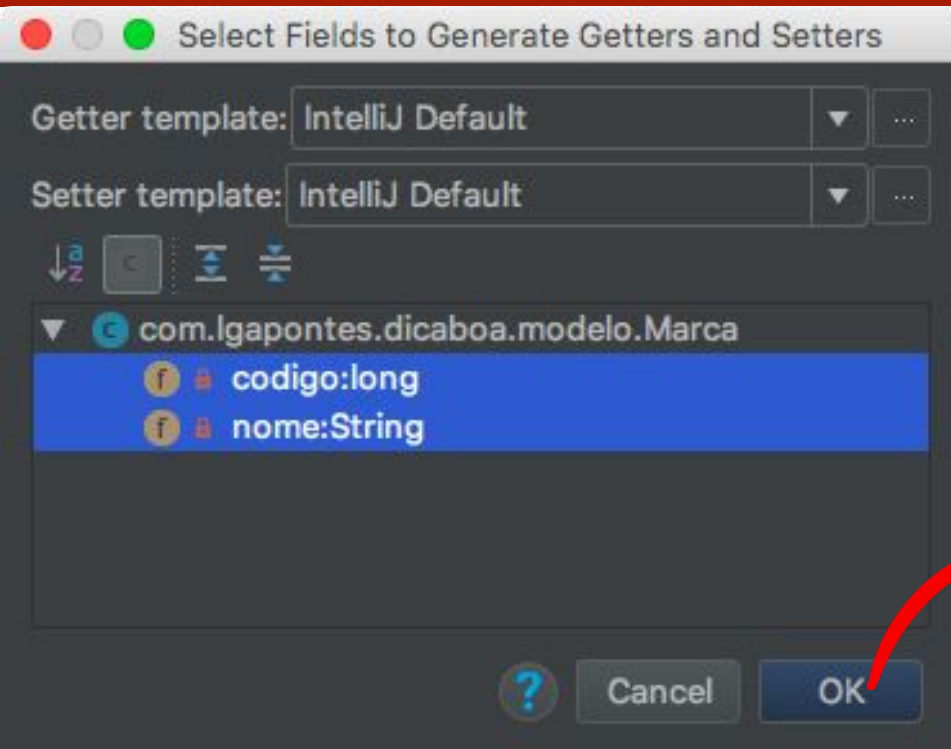 Select Fields to Generate Getters and Setters
Getter template: IntelliJ Default ...
Setter template: IntelliJ Default ...
a z c
c com.lgapontes.dicaboa.modelo.Marca
f codigo:long
f nome:String
? Cancel OK